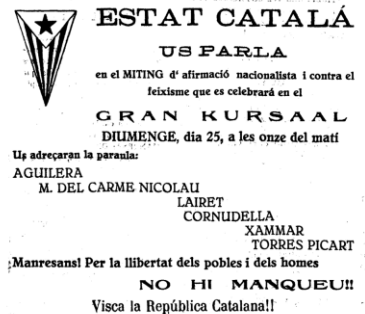 ESTAT CATALÁ
US PARLA
en el MITING d' afirmació nacionalista i contra el
feixisme que es celebrará en el
GRAN KURSAAL
DIUMENGE, dia 25, a les onze del matí
Us adreçaran la paraula:
AGUILERA
M. DEL CARME NICOLAU
LAIRET
CORNUDELLA
XAMMAR
TORRES PICART
¡Manresans! Per la llibertat dels pobles i dels homes
NO HI MANQUEU!!
Visca la República Catalana!!